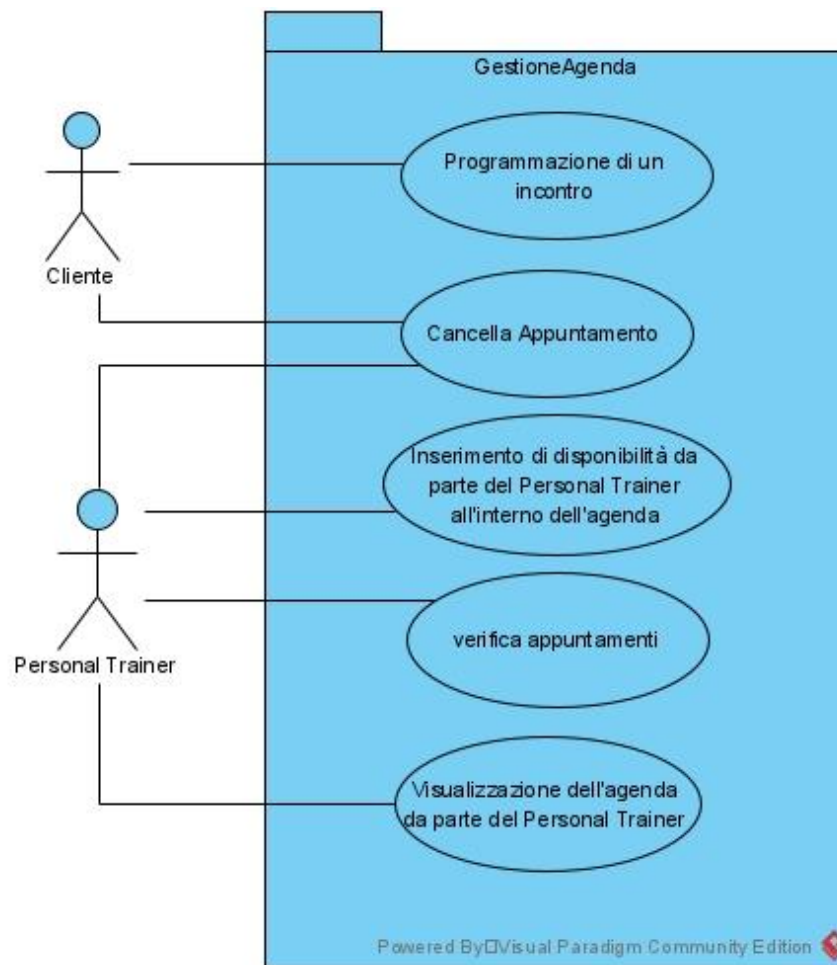 GestioneAgenda
Programmazione di un
incontro
Cliente
Cancella Appuntamento
Inserimento di disponibilità da
parte del Personal Trainer
all'interno dell'agenda
Personal Trainer
verifica appuntamenti
Visualizzazione dell'agenda
da parte del Personal Trainer
Powered By□Visual Paradigm Community Edition